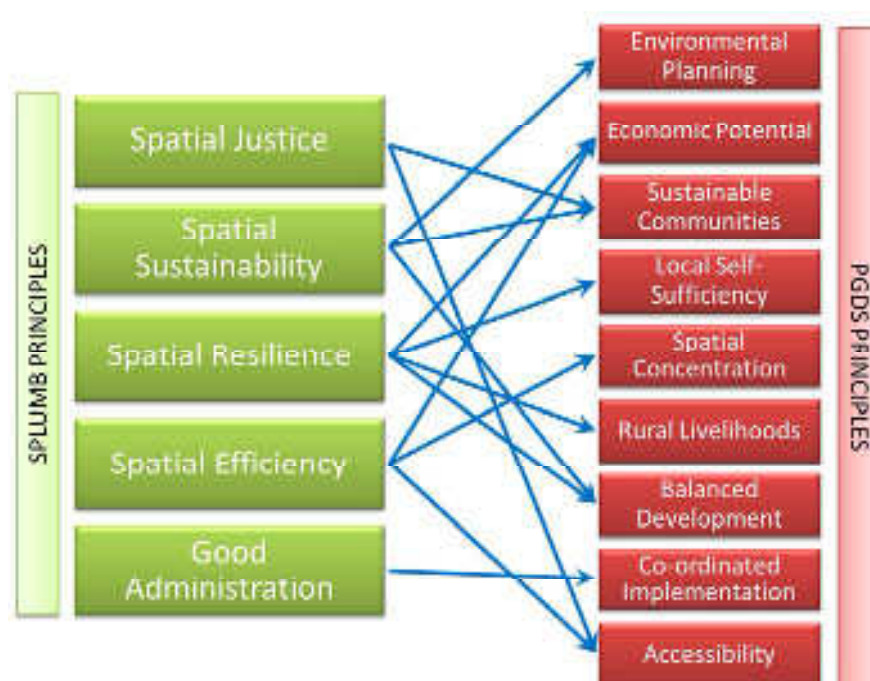 SPLUMB PRINCIPLES
Spatial Justice
Spatial
Sustainability
Spatial Resilience
Spatial Efficiency
Good
Administration
Environmental
Planning
Economic Potential
Sustainable
Communities
Local Self-
Sufficiency
Spatial
Concentration
Rural Livelihoods
Balanced
Development
Co-ordinated
Implementation
Accessibility
PGDS PRINCIPLES